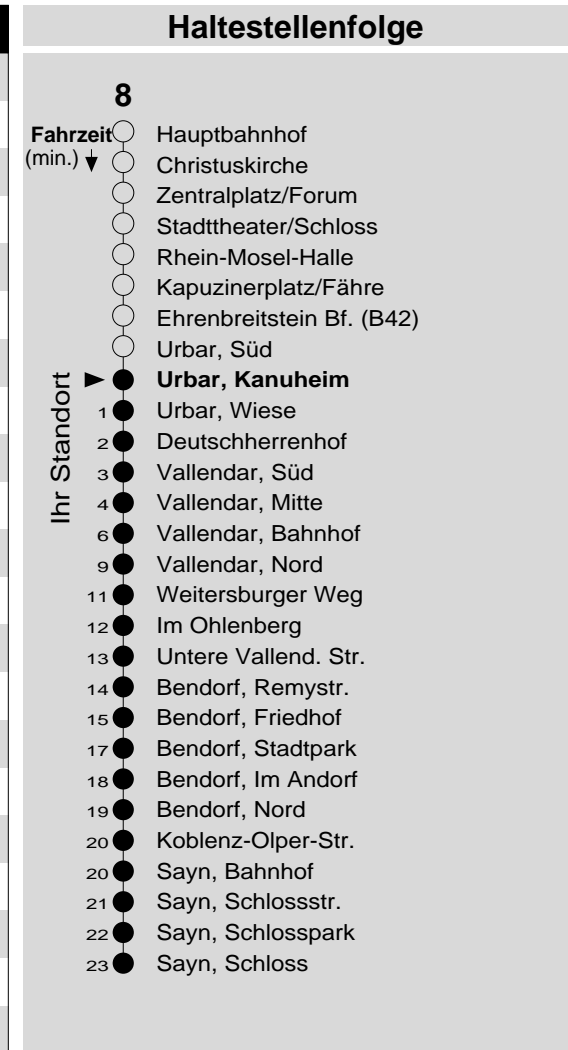 Haltestellenfolge
8
Fahrzeit Hauptbahnhof
(min.) Christuskirche
Zentralplatz/Forum
Stadttheater/Schloss
Rhein-Mosel-Halle
Kapuzinerplatz/Fähre
Ehrenbreitstein Bf. (B42)
Urbar, Süd
Ihr Standort
Urbar, Kanuheim
1 Urbar, Wiese
2 Deutschherrenhof
3 Vallendar, Süd
4 Vallendar, Mitte
6 Vallendar, Bahnhof
9 Vallendar, Nord
11 Weitersburger Weg
12 Im Ohlenberg
13 Untere Vallend. Str.
14 Bendorf, Remystr.
15 Bendorf, Friedhof
17 Bendorf, Stadtpark
18 Bendorf, Im Andorf
19 Bendorf, Nord
20 Koblenz-Olper-Str.
20 Sayn, Bahnhof
21 Sayn, Schlossstr.
22 Sayn, Schlosspark
23 Sayn, Schloss